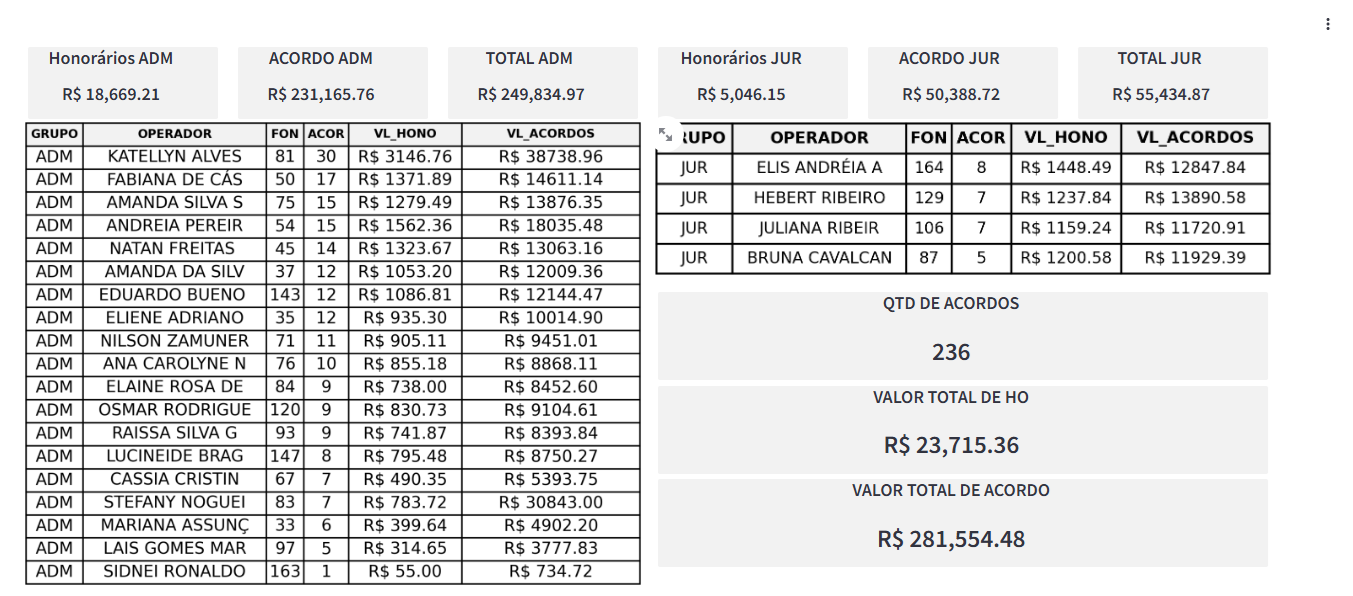 Honorários ADM
R$ 18,669.21
ACORDO ADM
R$ 231,165.76
TOTAL ADM
R$ 249,834.97
Honorários JUR
R$ 5,046.15
ACORDO JUR
R$ 50,388.72
TOTAL JUR
R$ 55,434.87
GRUPO OPERADOR FON ACOR VL_HONO VL_ACORDOS
ADM KATELLYN ALVES 81 30 R$ 3146.76 R$ 38738.96
ADM FABIANA DE CÁS 50 17 R$ 1371.89 R$ 14611.14
ADM AMANDA SILVA S 75 15 R$ 1279.49 R$ 13876.35
ADM ANDREIA PEREIR 54 15 R$ 1562.36 R$ 18035.48
ADM NATAN FREITAS 45 14 R$ 1323.67 R$ 13063.16
ADM AMANDA DA SILV 37 12 R$ 1053.20 R$ 12009.36
ADM EDUARDO BUENO 143 12 R$ 1086.81 R$ 12144.47
ADM ELIENE ADRIANO 35 12 R$ 935.30 R$ 10014.90
ADM NILSON ZAMUNER 71 11 R$ 905.11 R$ 9451.01
ADM ANA CAROLYNE N 76 10 R$ 855.18 R$ 8868.11
ADM ELAINE ROSA DE 84 9 R$ 738.00 R$ 8452.60
ADM OSMAR RODRIGUE 120 9 R$ 830.73 R$ 9104.61
ADM RAISSA SILVA G 93 9 R$ 741.87 R$ 8393.84
ADM LUCINEIDE BRAG 147 8 R$ 795.48 R$ 8750.27
ADM CASSIA CRISTIN 67 7 R$ 490.35 R$ 5393.75
ADM STEFANY NOGUEI 83 7 R$ 783.72 R$ 30843.00
ADM MARIANA ASSUNÇ 33 6 R$ 399.64 R$ 4902.20
ADM LAIS GOMES MAR 97 5 R$ 314.65 R$ 3777.83
ADM SIDNEI RONALDO 163 1 R$ 55.00 R$ 734.72
RUPO OPERADOR FON ACOR VL_HONO VL_ACORDOS
JUR ELIS ANDRÉIA A 164 8 R$ 1448.49 R$ 12847.84
JUR HEBERT RIBEIRO 129 7 R$ 1237.84 R$ 13890.58
JUR JULIANA RIBEIR 106 7 R$ 1159.24 R$ 11720.91
JUR BRUNA CAVALCAN 87 5 R$ 1200.58 R$ 11929.39
QTD DE ACORDOS
236
VALOR TOTAL DE HO
R$ 23,715.36
VALOR TOTAL DE ACORDO
R$ 281,554.48